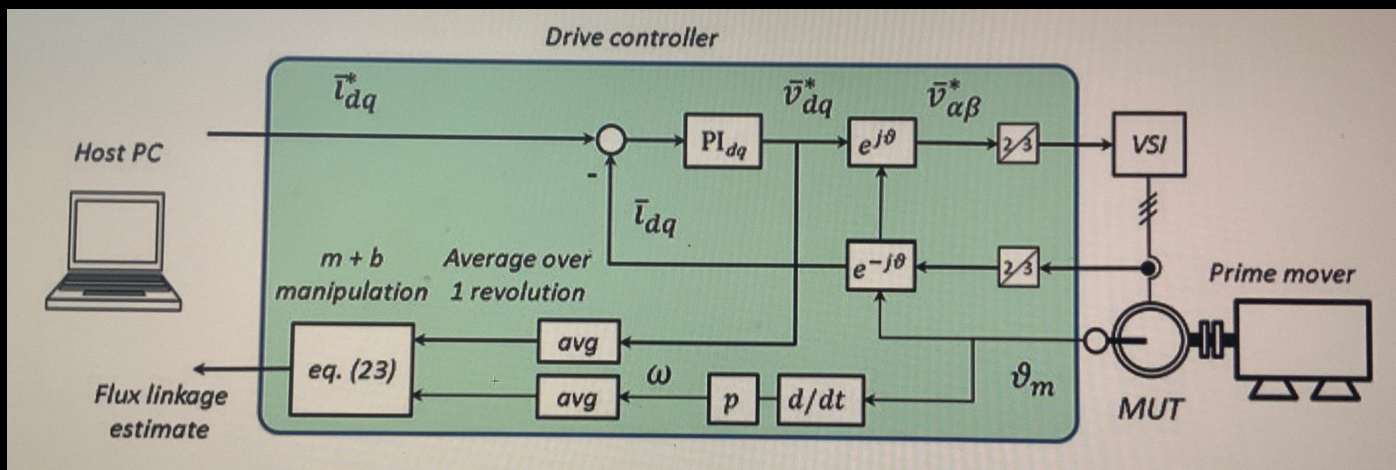 Drive controller
Host PC
i̅*dq
PIdq
v̅*dq
e^jϑ
v̅*αβ
2/3
VSI
-
i̅dq
e^-jϑ
2/3
Prime mover
m + b
manipulation
Average over
1 revolution
eq. (23)
avg
avg
ω
p
d/dt
ϑm
MUT
Flux linkage
estimate